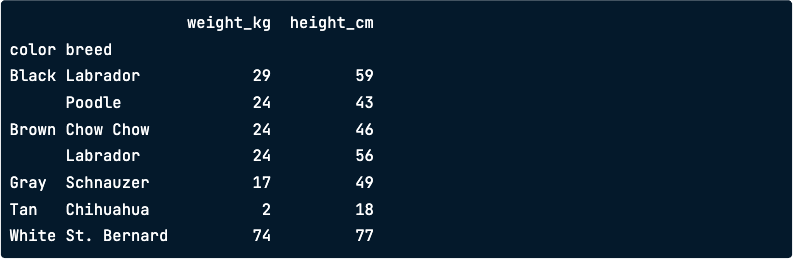 weight_kg height_cm
color breed
Black Labrador 29 59
Poodle 24 43
Brown Chow Chow 24 46
Labrador 24 56
Gray Schnauzer 17 49
Tan Chihuahua 2 18
White St. Bernard 74 77